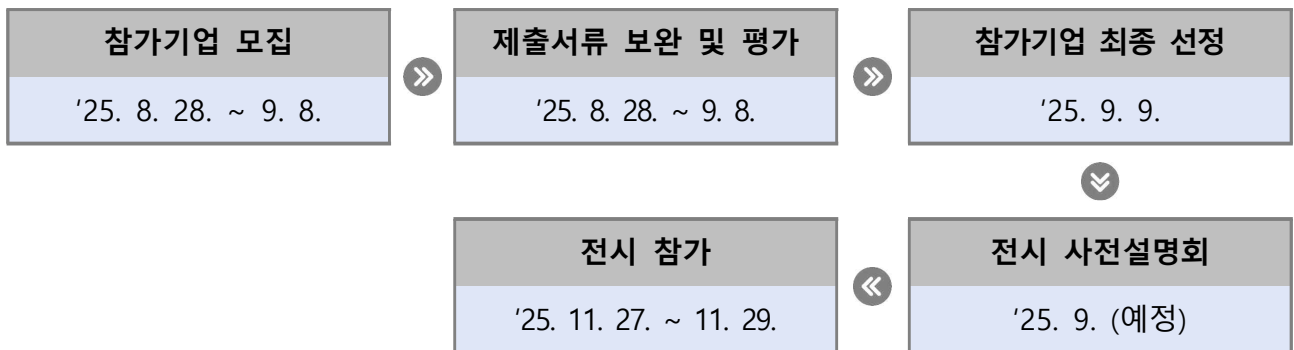 참가기업 모집
'25. 8. 28. ~ 9. 8.
제출서류 보완 및 평가
'25. 8. 28. ~ 9. 8.
참가기업 최종 선정
'25. 9. 9.
전시 사전설명회
'25. 9. (예정)
전시 참가
'25. 11. 27. ~ 11. 29.